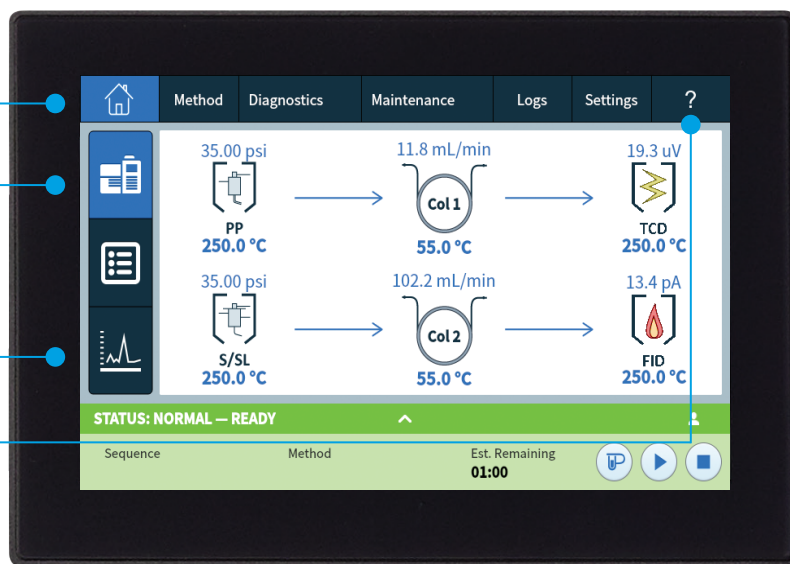 Method Diagnostics Maintenance Logs Settings ?
35.00 psi 11.8 mL/min 19.3 uV
Col 1
PP TCD
250.0 °C 55.0 °C 250.0 °C
35.00 psi 102.2 mL/min 13.4 pA
Col 2
S/SL FID
250.0 °C 55.0 °C 250.0 °C
STATUS: NORMAL — READY
Sequence Method Est. Remaining
01:00